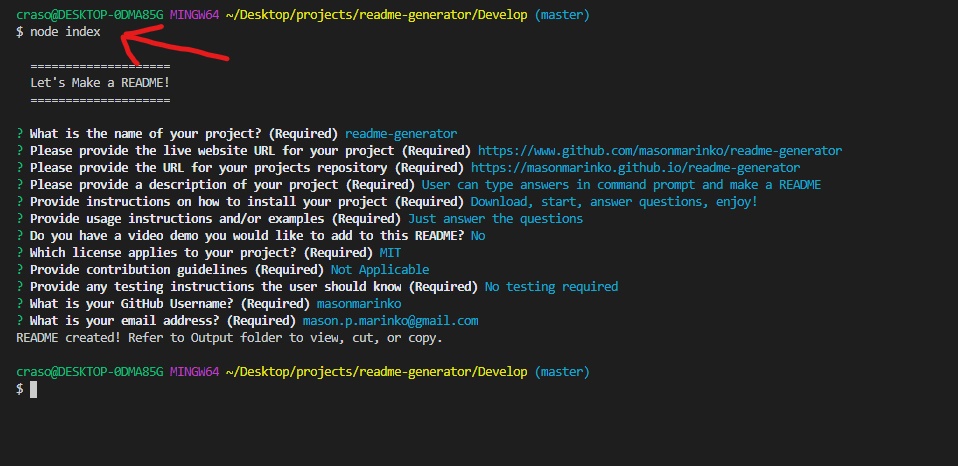 craso@DESKTOP-0DMA85G MINGW64 ~/Desktop/projects/readme-generator/Develop (master)
$ node index
====================
Let's Make a README!
====================
? What is the name of your project? (Required) readme-generator
? Please provide the live website URL for your project (Required) https://www.github.com/masonmarinko/readme-generator
? Please provide the URL for your projects repository (Required) https://masonmarinko.github.io/readme-generator
? Please provide a description of your project (Required) User can type answers in command prompt and make a README
? Provide instructions on how to install your project (Required) Download, start, answer questions, enjoy!
? Provide usage instructions and/or examples (Required) Just answer the questions
? Do you have a video demo you would like to add to this README? No
? Which license applies to your project? (Required) MIT
? Provide contribution guidelines (Required) Not Applicable
? Provide any testing instructions the user should know (Required) No testing required
? What is your GitHub Username? (Required) masonmarinko
? What is your email address? (Required) mason.p.marinko@gmail.com
README created! Refer to Output folder to view, cut, or copy.
craso@DESKTOP-0DMA85G MINGW64 ~/Desktop/projects/readme-generator/Develop (master)
$